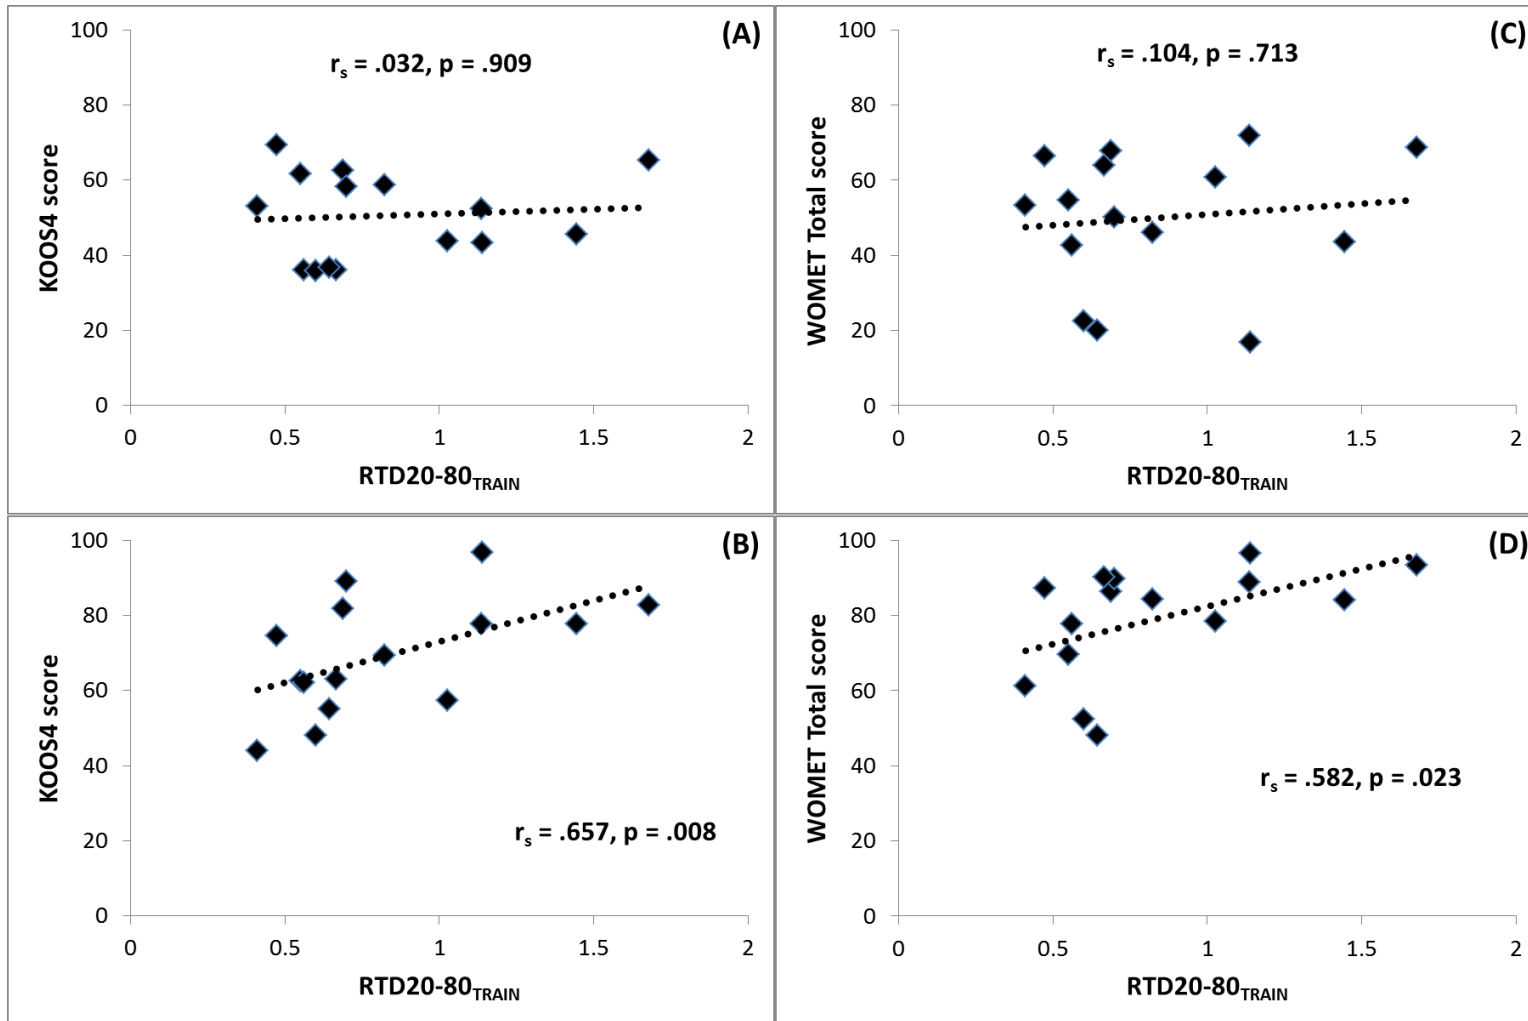 (A)
r_s = .032, p = .909
KOOS4 score
100
80
60
40
20
0
0 0.5 1 1.5 2
RTD20-80_TRAIN
(C)
r_s = .104, p = .713
WOMET Total score
100
80
60
40
20
0
0 0.5 1 1.5 2
RTD20-80_TRAIN
(B)
KOOS4 score
100
80
60
40
20
0
r_s = .657, p = .008
0 0.5 1 1.5 2
RTD20-80_TRAIN
(D)
WOMET Total score
100
80
60
40
20
0
r_s = .582, p = .023
0 0.5 1 1.5 2
RTD20-80_TRAIN